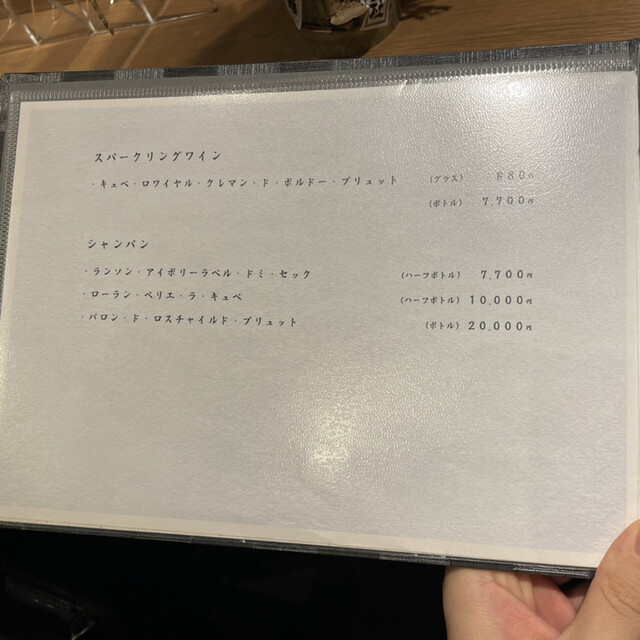 スパークリングワイン
・キュベ・ロワイヤル・クレマン・ド・ボルドー・ブリュット (グラス) 880円
(ボトル) 7,700円
シャンパン
・ランソン・アイボリーラベル・ドミ・セック (ハーフボトル) 7,700円
・ローラン・ペリエ・ラ・キュベ (ハーフボトル) 10,000円
・バロン・ド・ロスチャイルド・ブリュット (ボトル) 20,000円